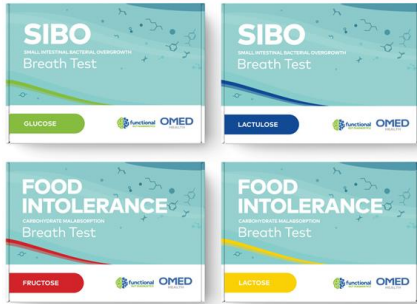 SIBO
SMALL INTESTINAL BACTERIAL OVERGROWTH
Breath Test
GLUCOSE
functional
OMED
HEALTH
SIBO
SMALL INTESTINAL BACTERIAL OVERGROWTH
Breath Test
LACTULOSE
functional
OMED
HEALTH
FOOD
INTOLERANCE
CARBOHYDRATE MALABSORPTION
Breath Test
FRUCTOSE
functional
OMED
HEALTH
FOOD
INTOLERANCE
CARBOHYDRATE MALABSORPTION
Breath Test
LACTOSE
functional
OMED
HEALTH